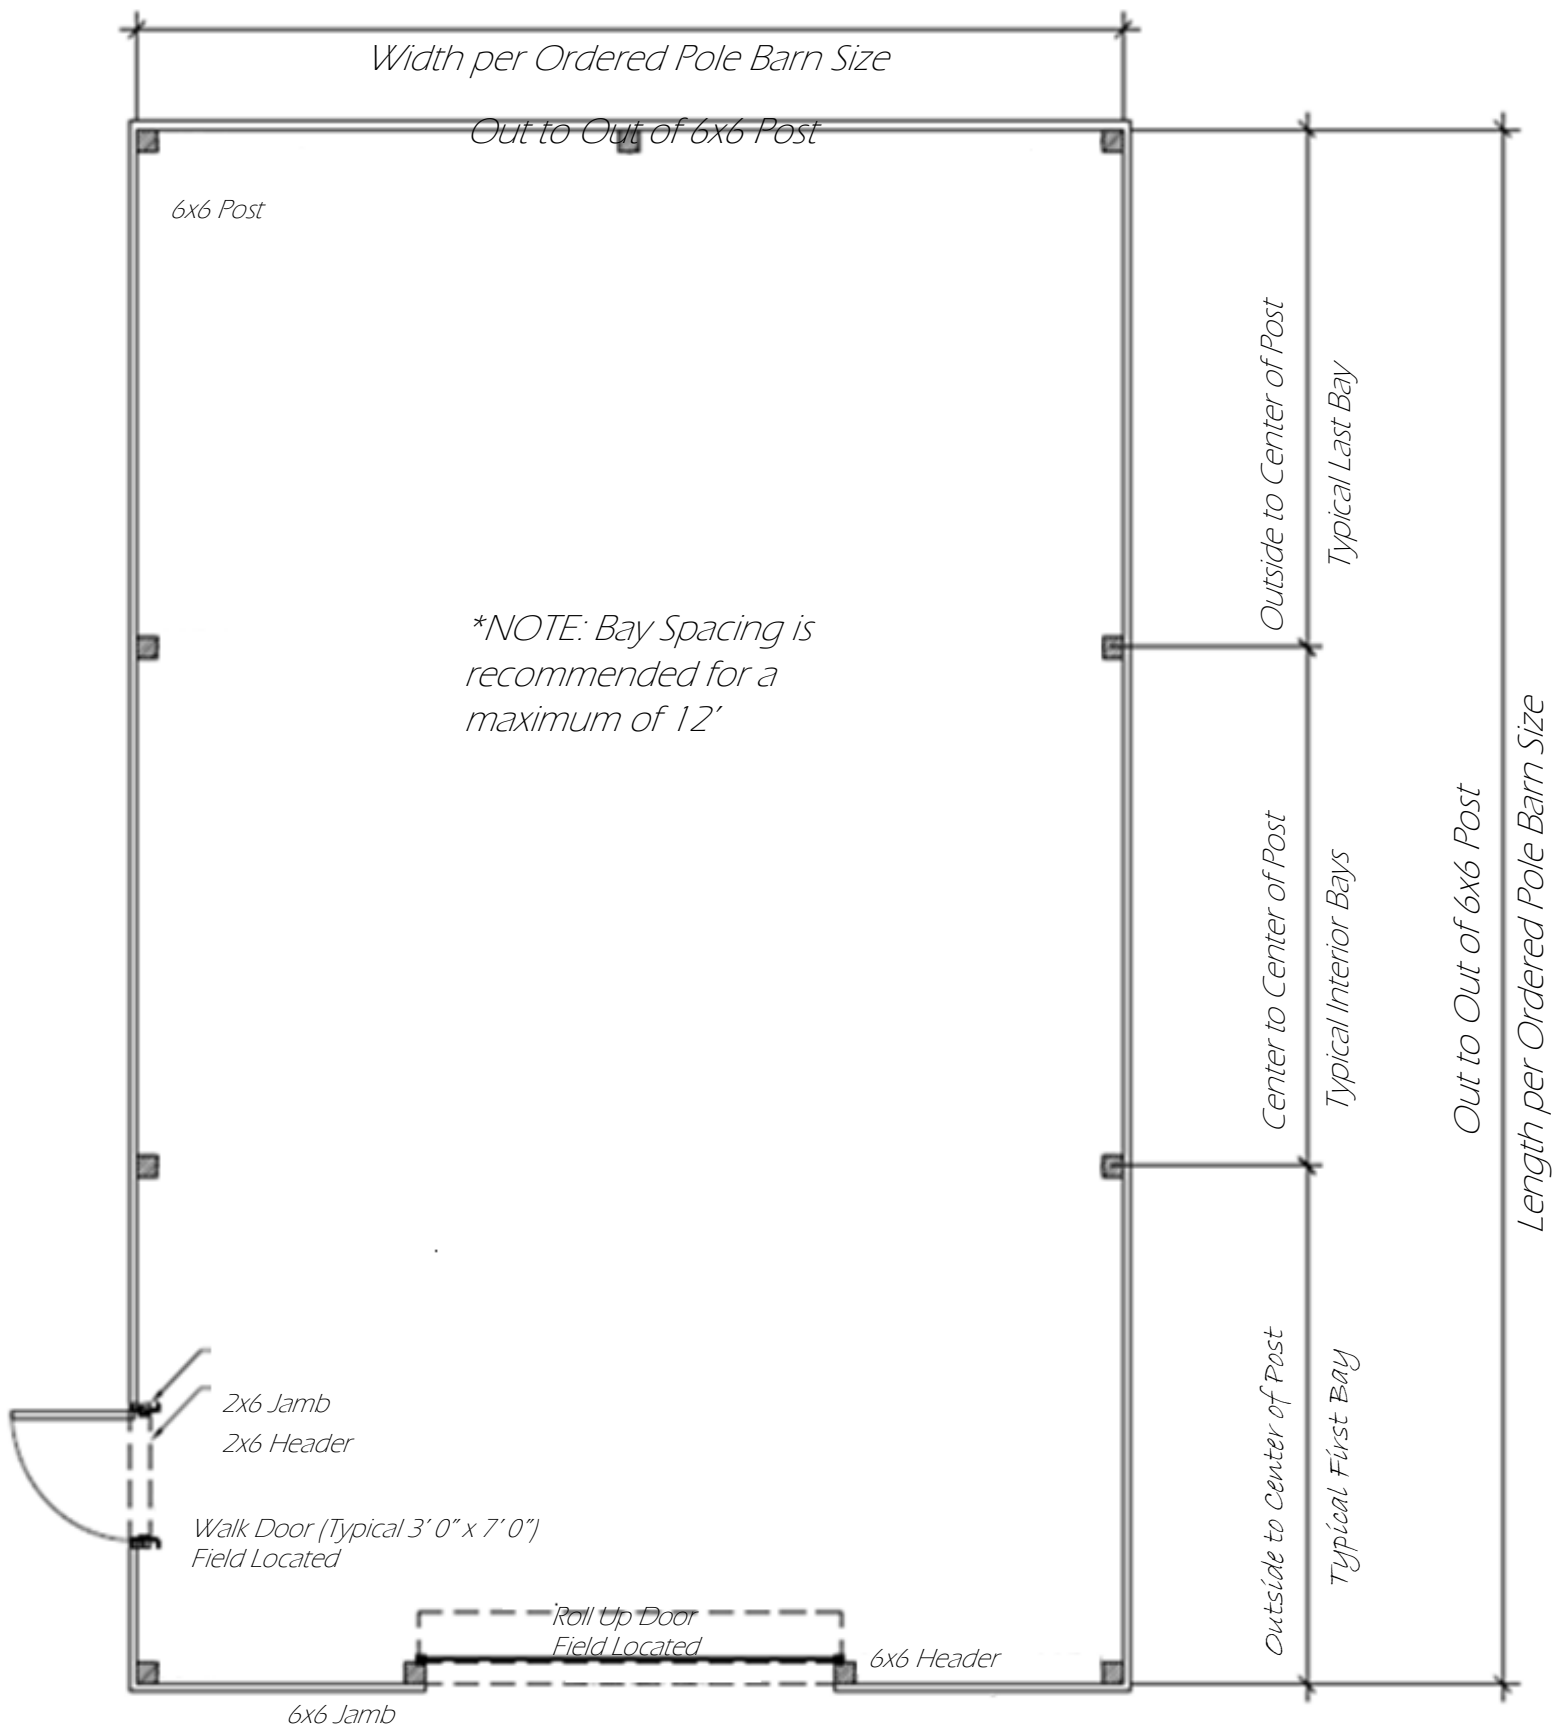 Width per Ordered Pole Barn Size
Out to Out of 6x6 Post
6x6 Post
Outside to Center of Post
Typical Last Bay
*NOTE: Bay Spacing is
recommended for a
maximum of 12'
Center to Center of Post
Typical Interior Bays
Out to Out of 6x6 Post
Length per Ordered Pole Barn Size
2x6 Jamb
2x6 Header
Walk Door (Typical 3' 0" x 7' 0")
Field Located
Outside to Center of Post
Typical First Bay
Roll Up Door
Field Located
6x6 Header
6x6 Jamb